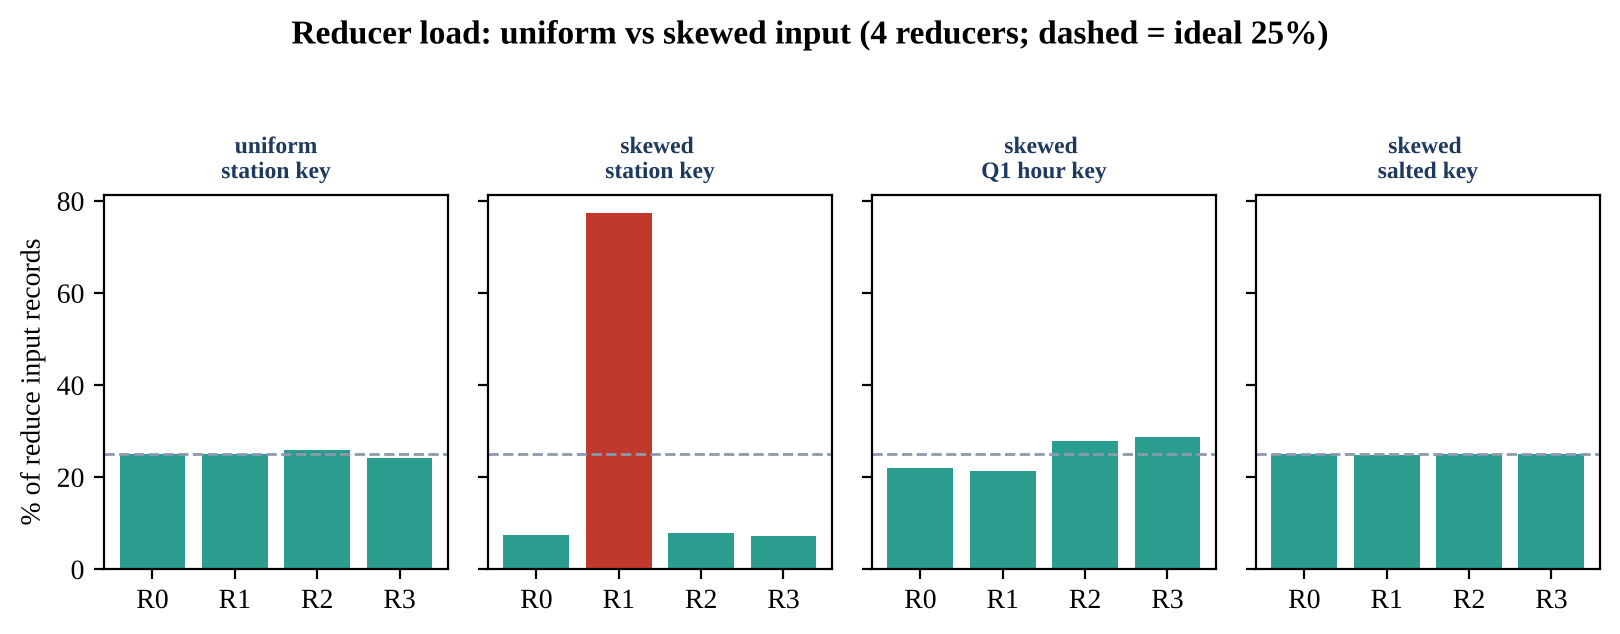 Reducer load: uniform vs skewed input (4 reducers; dashed = ideal 25%)
uniform
station key
skewed
station key
skewed
Q1 hour key
skewed
salted key
% of reduce input records
80
60
40
20
0
R0 R1 R2 R3
R0 R1 R2 R3
R0 R1 R2 R3
R0 R1 R2 R3